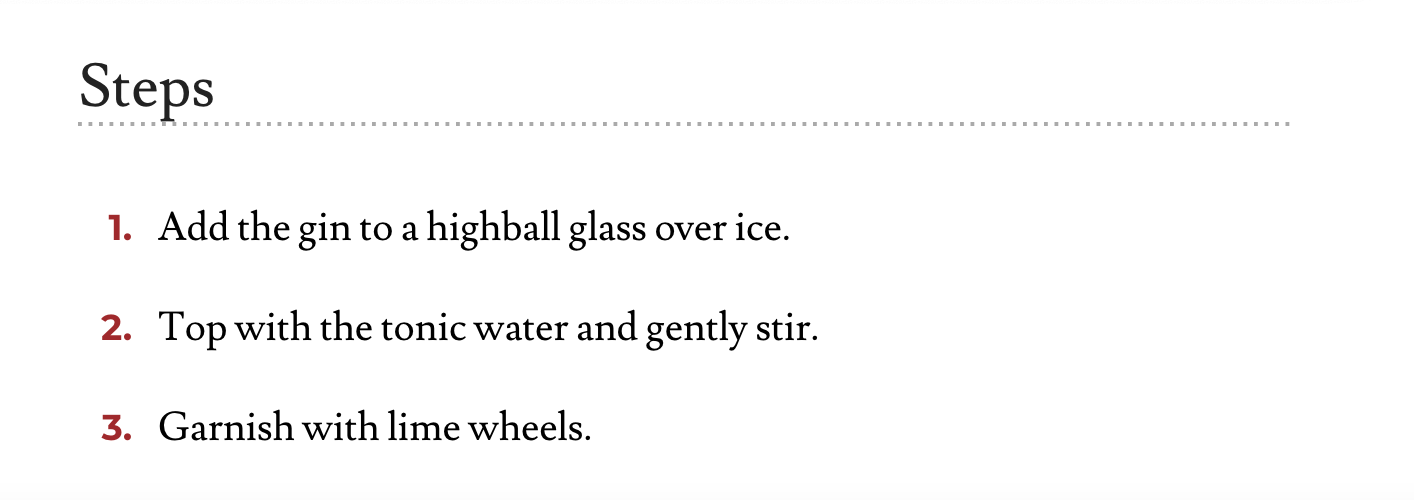 Steps
1. Add the gin to a highball glass over ice.
2. Top with the tonic water and gently stir.
3. Garnish with lime wheels.